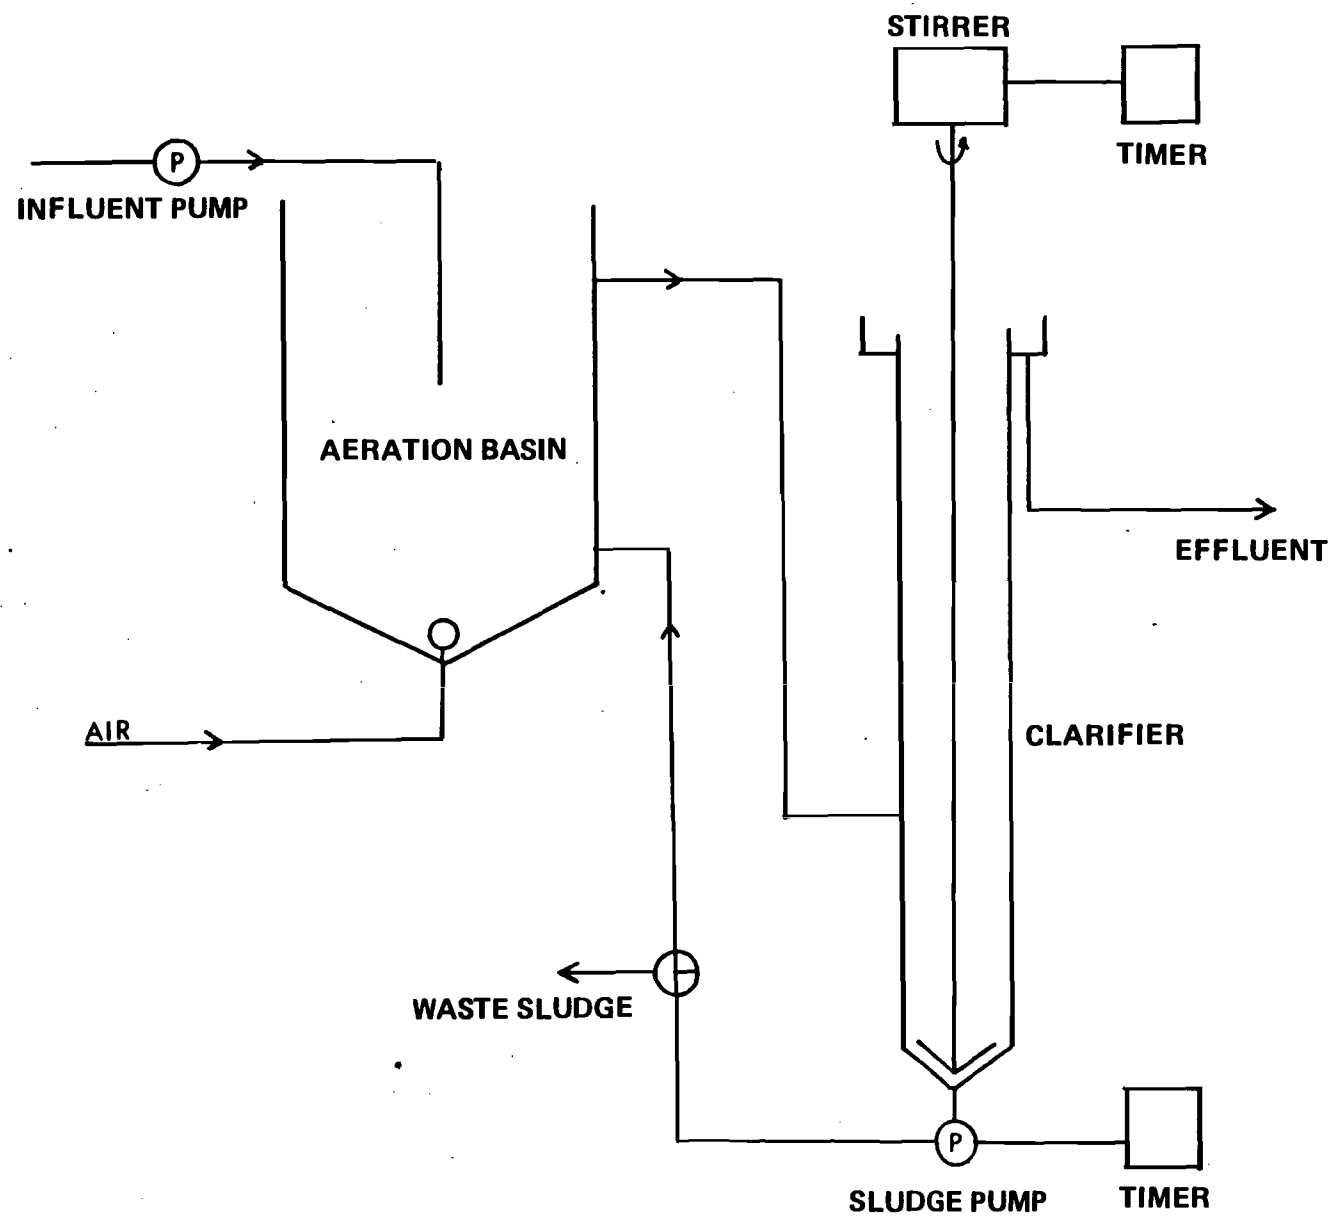 STIRRER
TIMER
P
INFLUENT PUMP
AERATION BASIN
EFFLUENT
AIR
CLARIFIER
WASTE SLUDGE
P
SLUDGE PUMP
TIMER